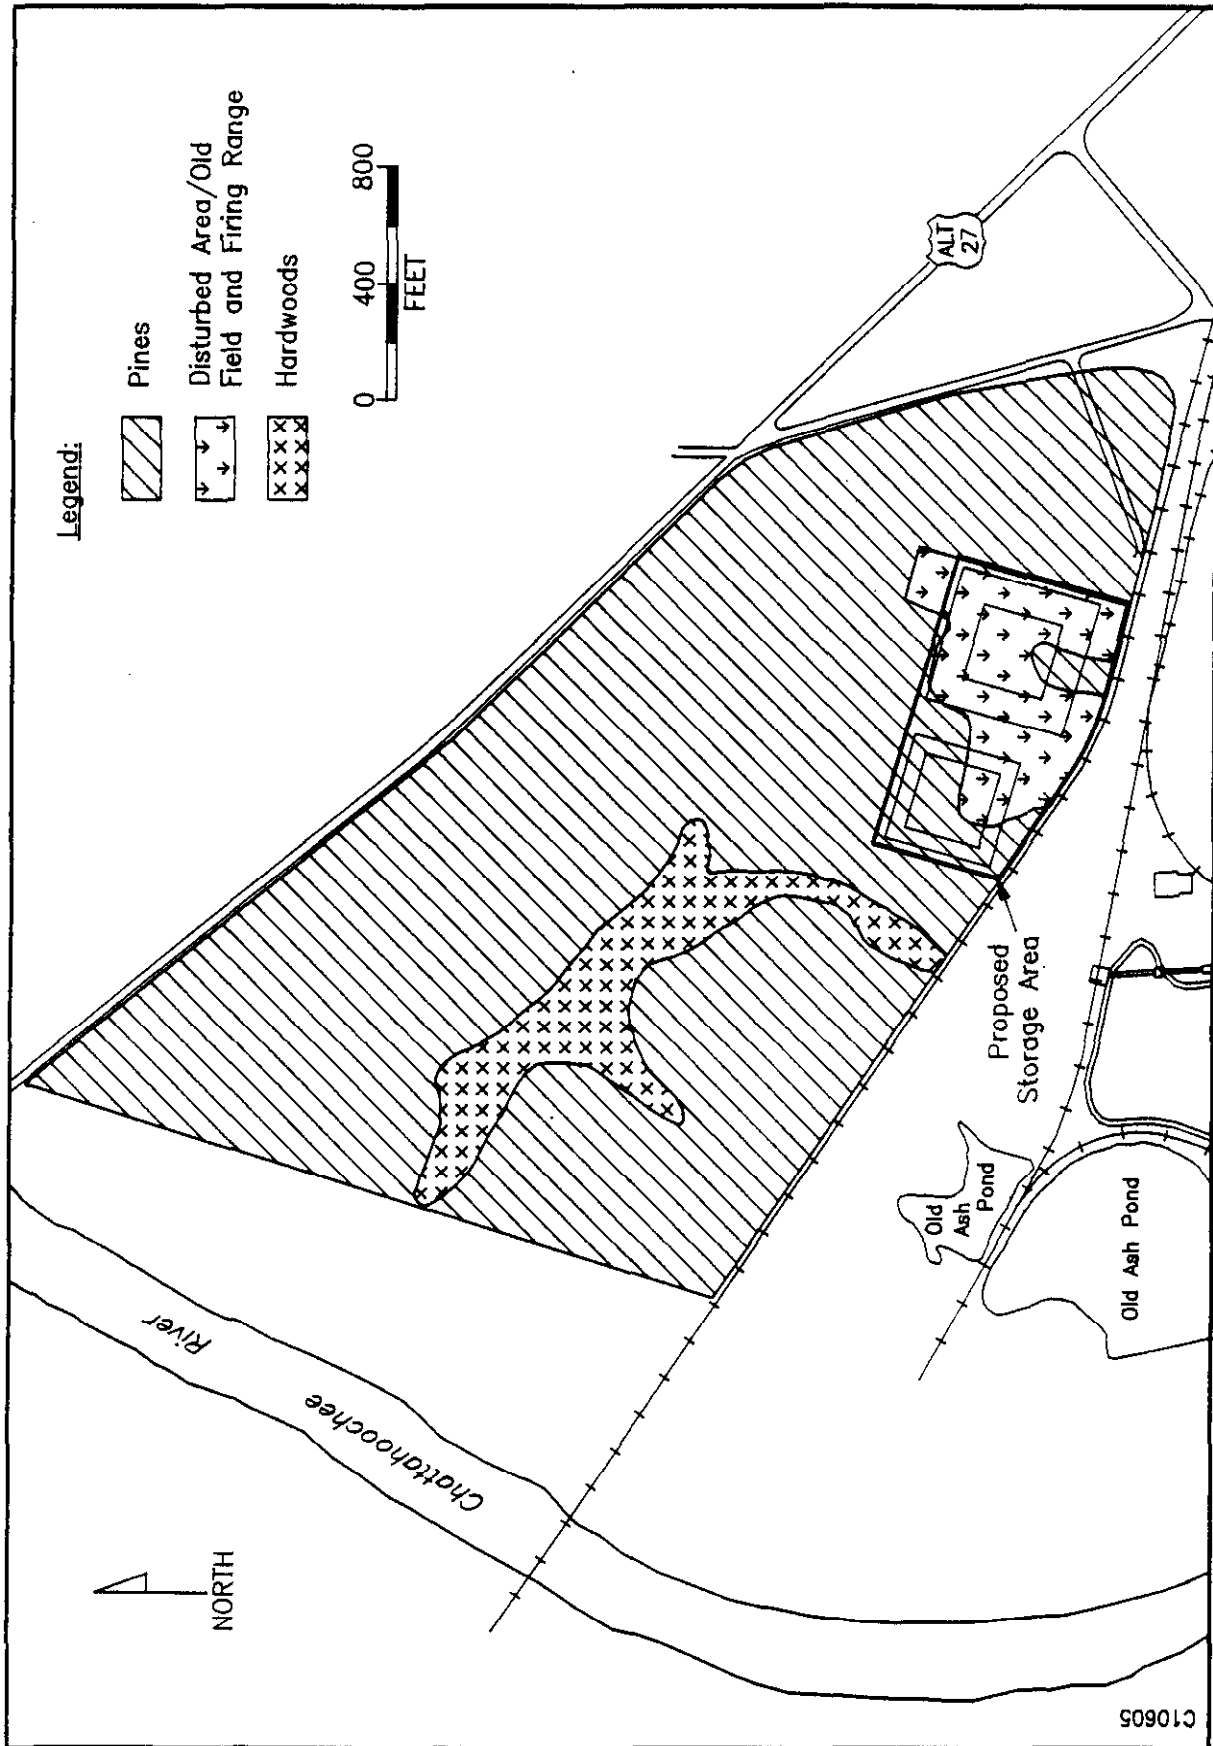 Legend:
Pines
Disturbed Area/Old
Field and Firing Range
Hardwoods
0 400 800
FEET
ALT
27
NORTH
River
Chattahoochee
Proposed
Storage Area
Old
Ash
Pond
Old Ash Pond
C10605